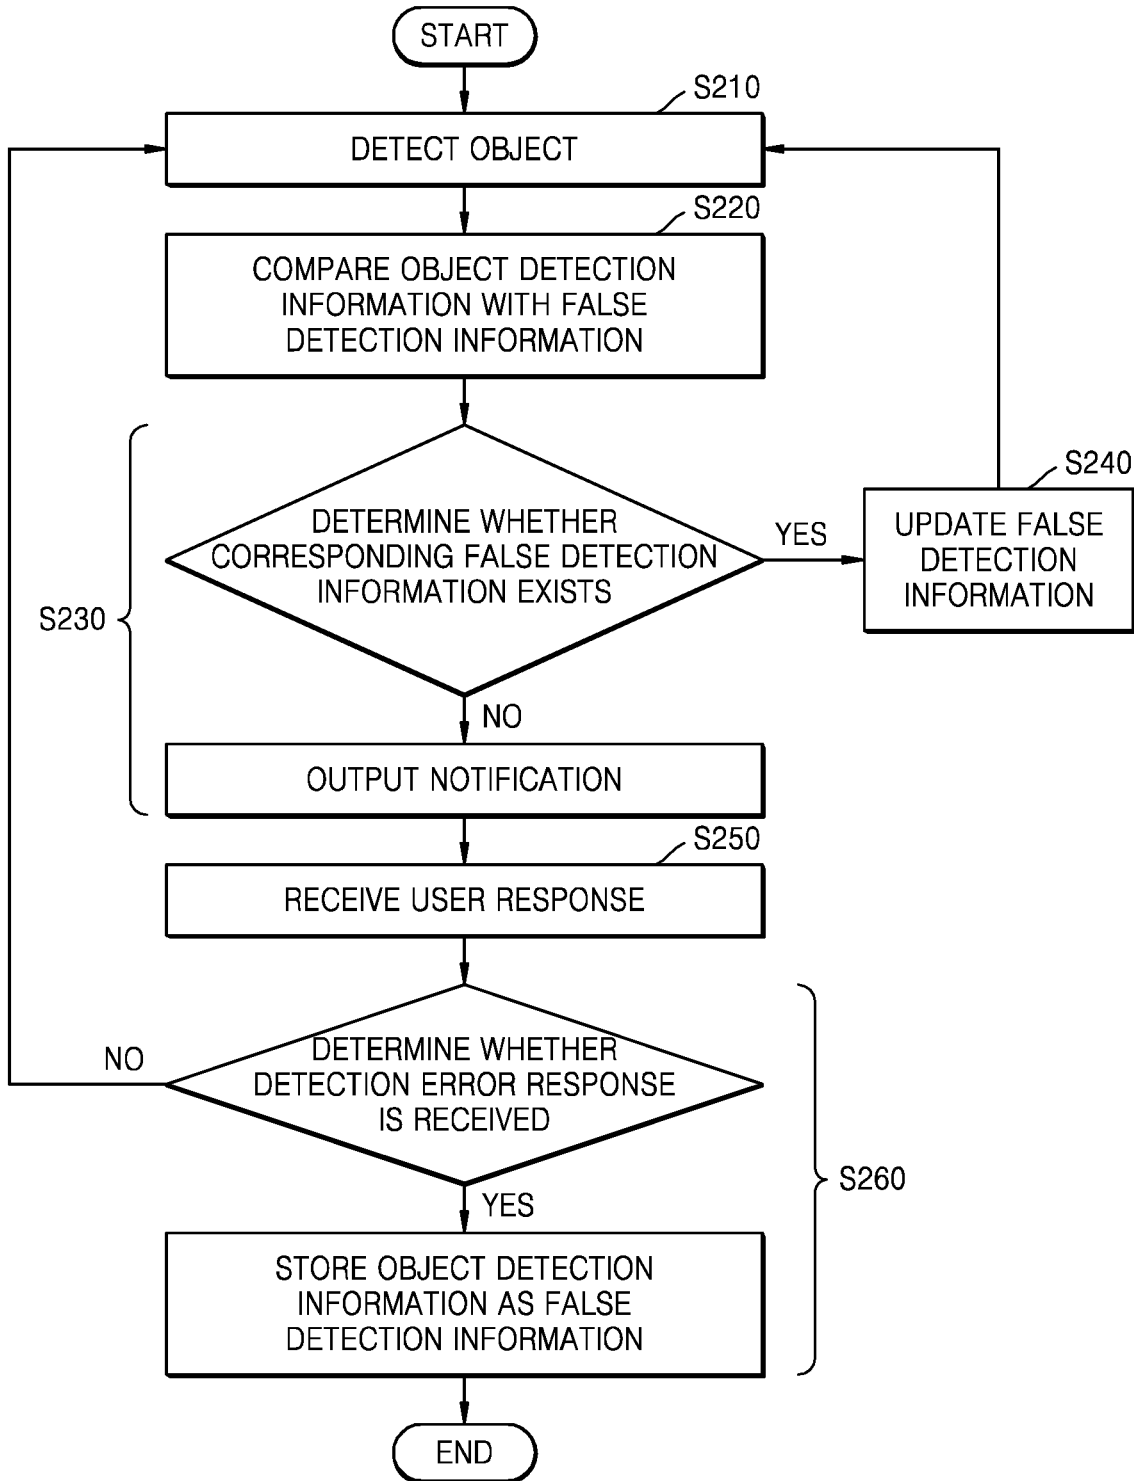 START
S210
DETECT OBJECT
S220
COMPARE OBJECT DETECTION
INFORMATION WITH FALSE
DETECTION INFORMATION
S230
DETERMINE WHETHER
CORRESPONDING FALSE DETECTION
INFORMATION EXISTS
YES
S240
UPDATE FALSE
DETECTION
INFORMATION
NO
OUTPUT NOTIFICATION
S250
RECEIVE USER RESPONSE
NO
DETERMINE WHETHER
DETECTION ERROR RESPONSE
IS RECEIVED
S260
YES
STORE OBJECT DETECTION
INFORMATION AS FALSE
DETECTION INFORMATION
END